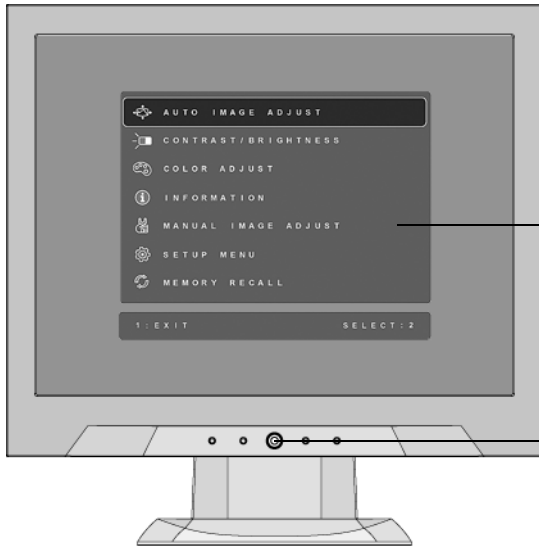 AUTO IMAGE ADJUST
CONTRAST/BRIGHTNESS
COLOR ADJUST
INFORMATION
MANUAL IMAGE ADJUST
SETUP MENU
MEMORY RECALL
1:EXIT SELECT:2